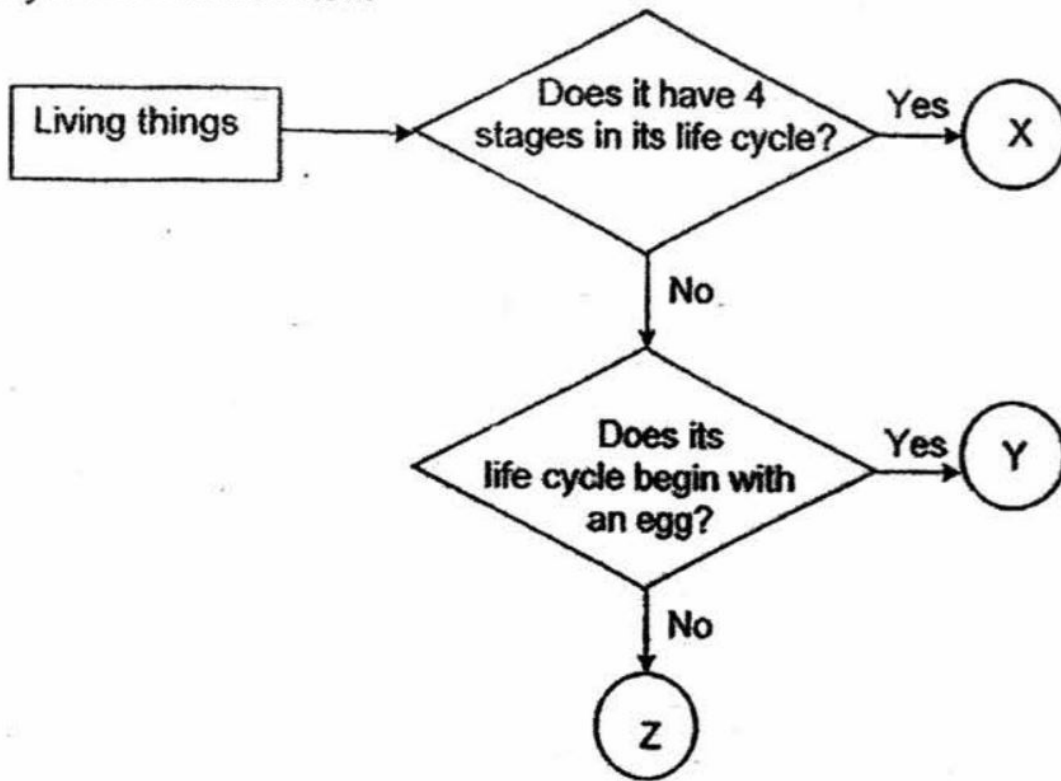 Living things
Does it have 4
stages in its life cycle?
Yes
X
No
Does its
life cycle begin with
an egg?
Yes
Y
No
Z